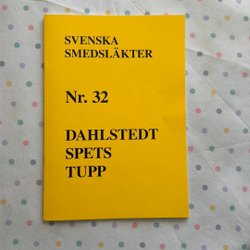 SVENSKA
SMEDSLÄKTER
Nr. 32
DAHLSTEDT
SPETS
TUPP